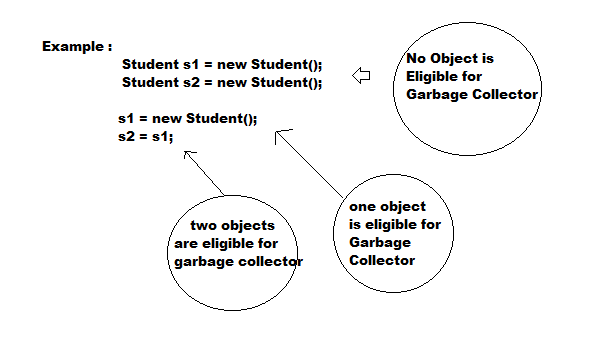 Example :
Student s1 = new Student();
Student s2 = new Student();
No Object is
Eligible for
Garbage Collector
s1 = new Student();
s2 = s1;
two objects
are eligible for
garbage collector
one object
is eligible for
Garbage
Collector